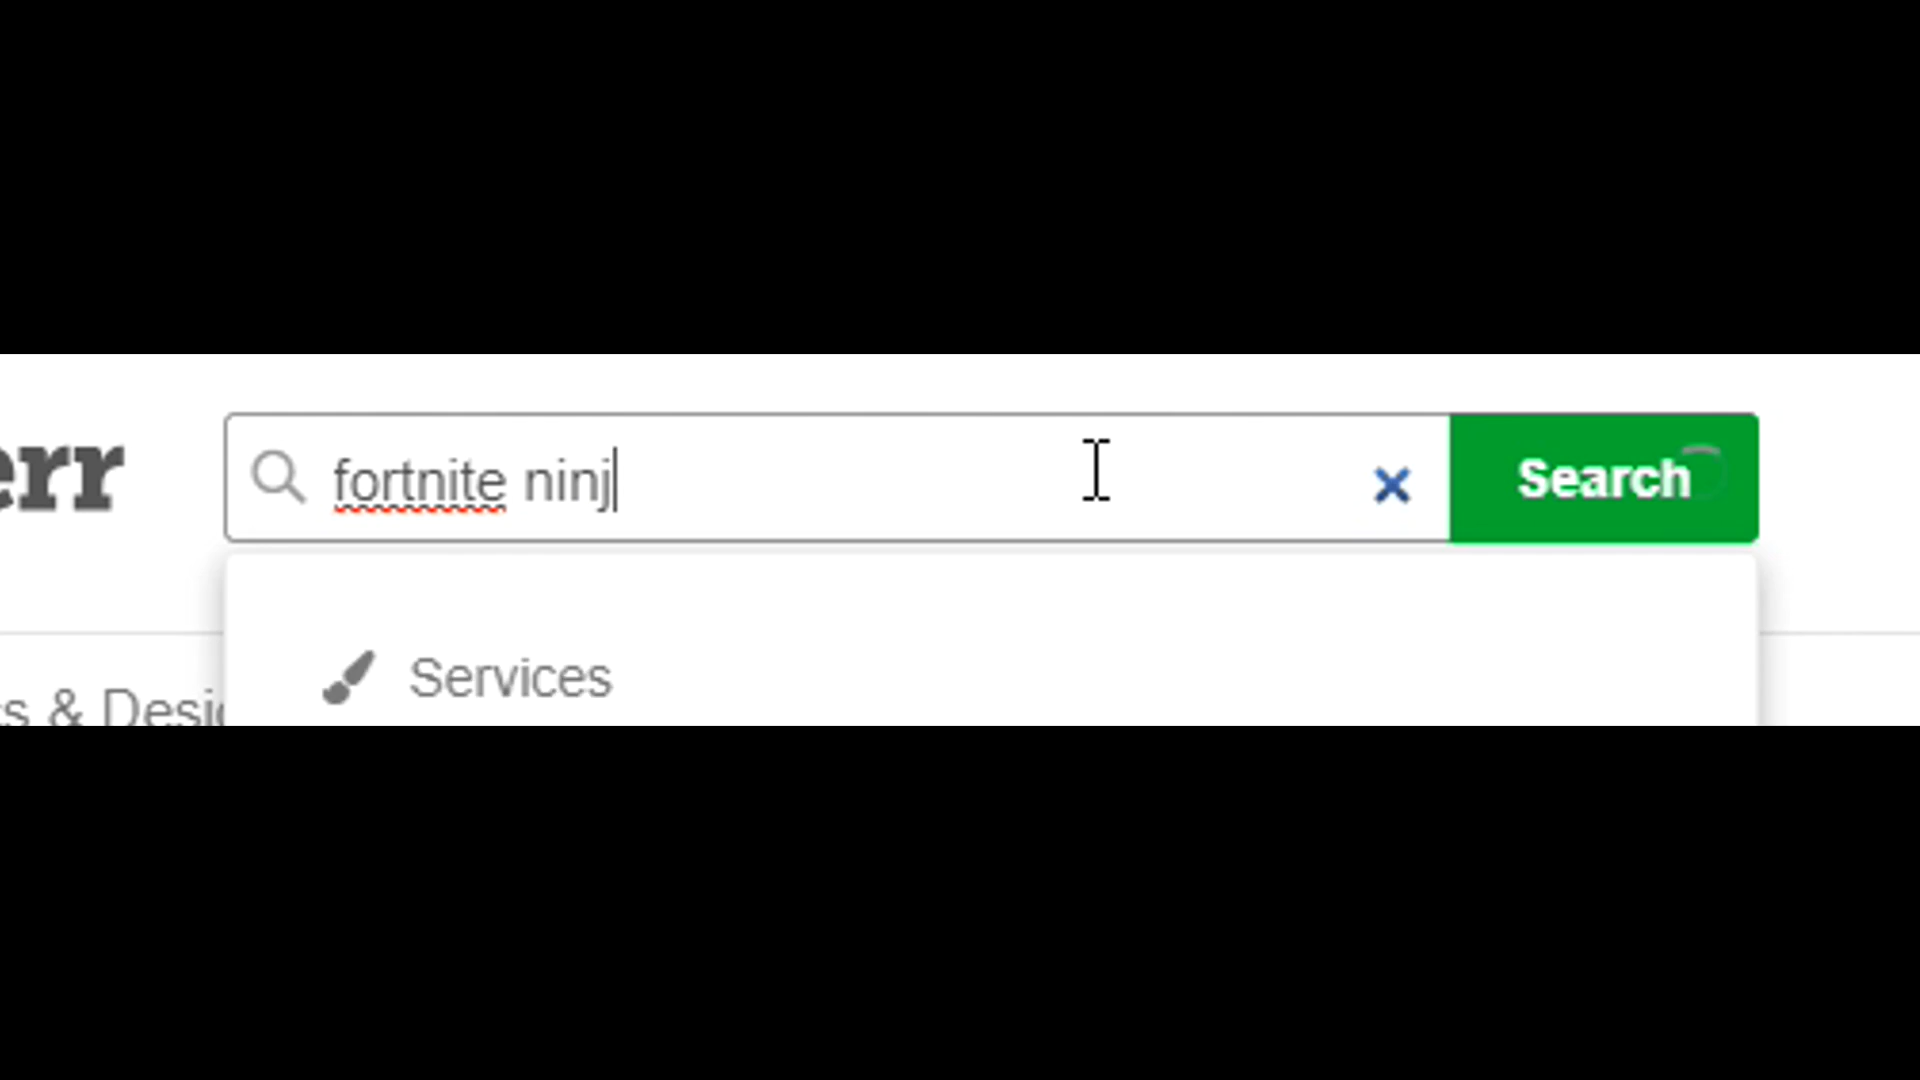 err
fortnite ninj
Search
Services
s & Desi